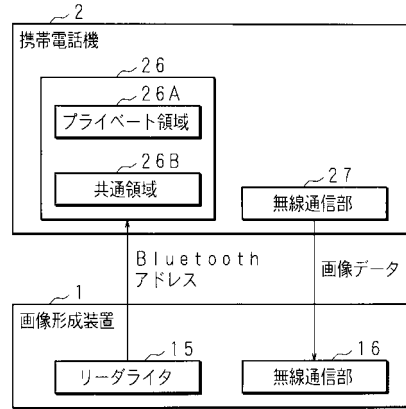 2
携帯電話機
26
26A
プライベート領域
26B
共通領域
27
無線通信部
Bluetooth
アドレス
画像データ
1
画像形成装置
15
リーダライタ
16
無線通信部